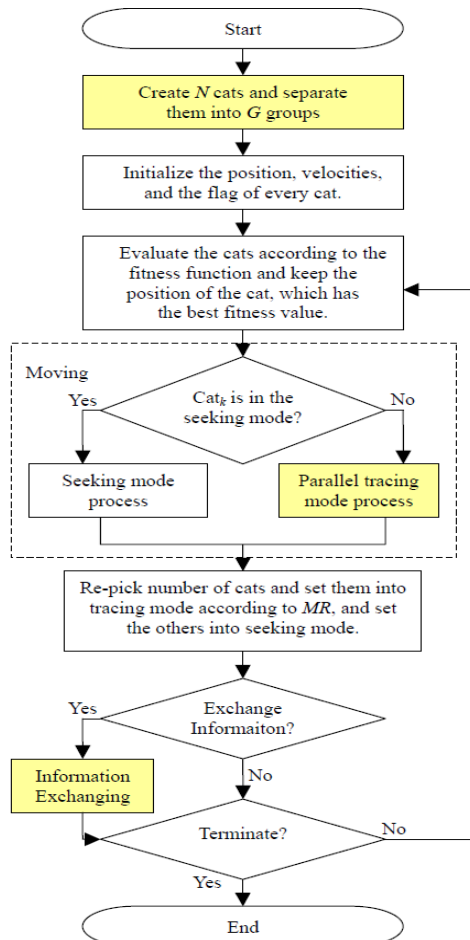 Start
Create N cats and separate
them into G groups
Initialize the position, velocities,
and the flag of every cat.
Evaluate the cats according to the
fitness function and keep the
position of the cat, which has
the best fitness value.
Moving
Catk is in the
seeking mode?
Yes
No
Seeking mode
process
Parallel tracing
mode process
Re-pick number of cats and set them into
tracing mode according to MR, and set
the others into seeking mode.
Exchange
Informaiton?
Yes
No
Information
Exchanging
Terminate?
No
Yes
End